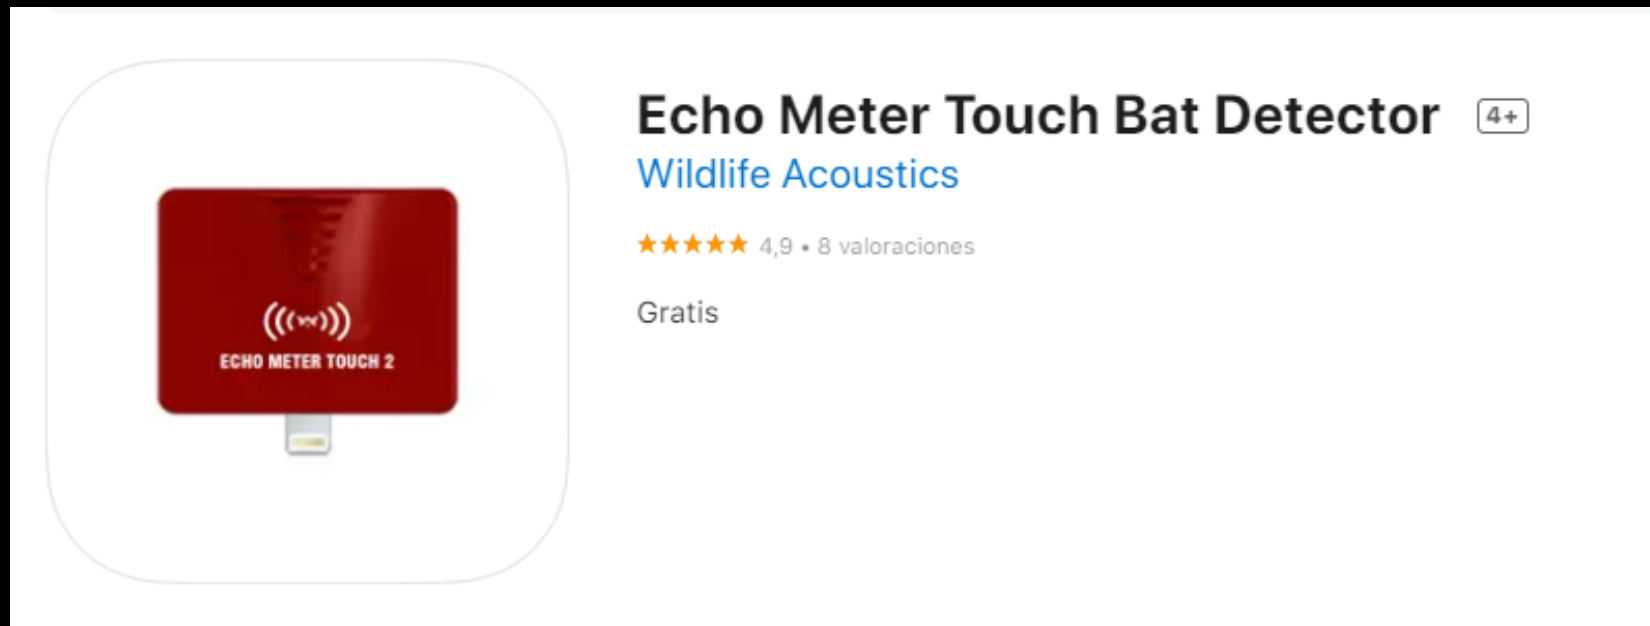 Echo Meter Touch Bat Detector 4+
Wildlife Acoustics
4,9 • 8 valoraciones
Gratis
ECHO METER TOUCH 2